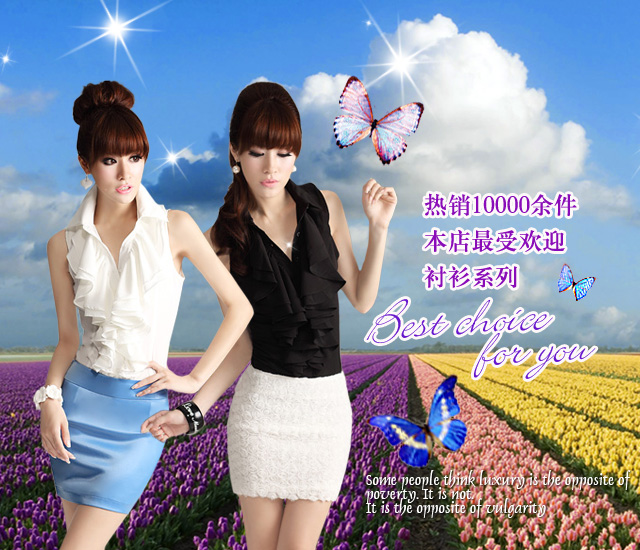 热销10000余件
本店最受欢迎
衬衫系列
Best choice
for you
Some people think luxury is the opposite of
poverty. It is not.
It is the opposite of vulgarity